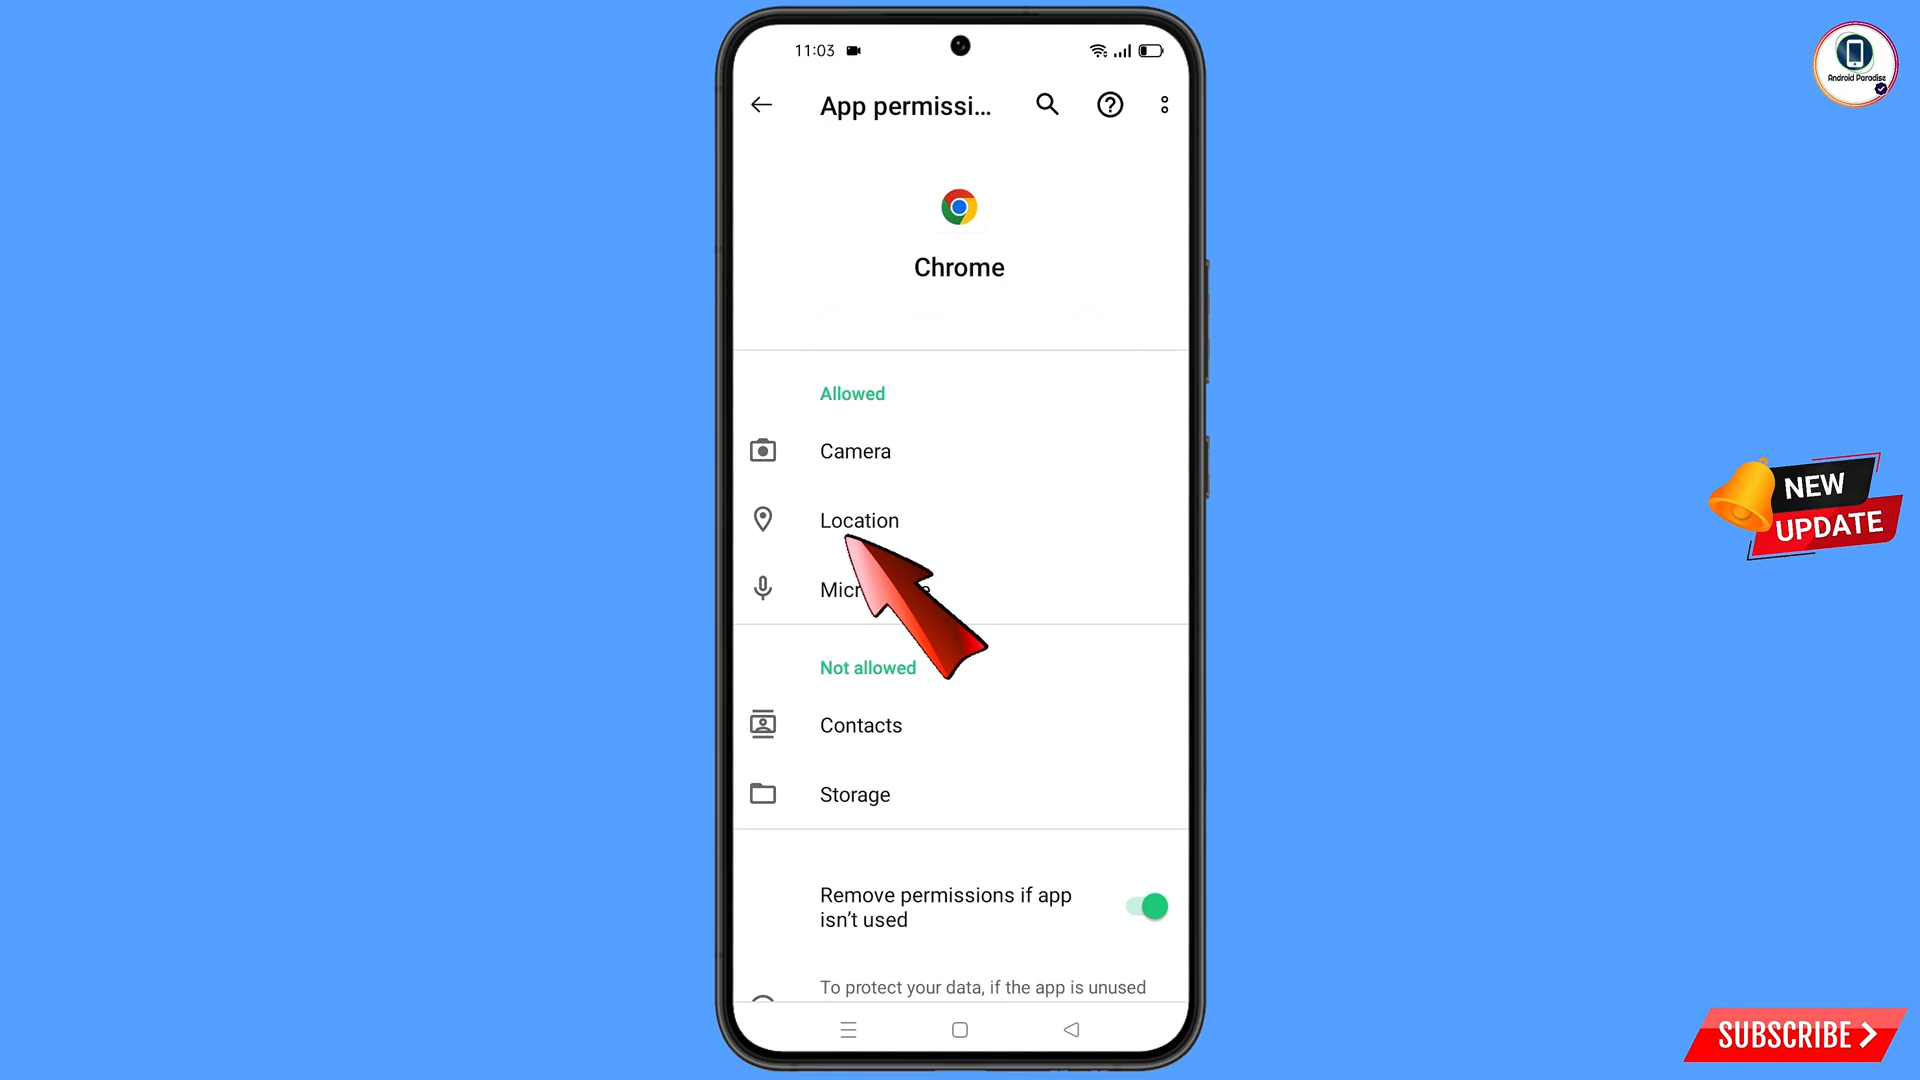 11:03
App permissi...
Chrome
Allowed
Camera
Location
Not allowed
Contacts
Storage
Remove permissions if app
isn't used
To protect your data, if the app is unused
Android Paradise
NEW
UPDATE
SUBSCRIBE